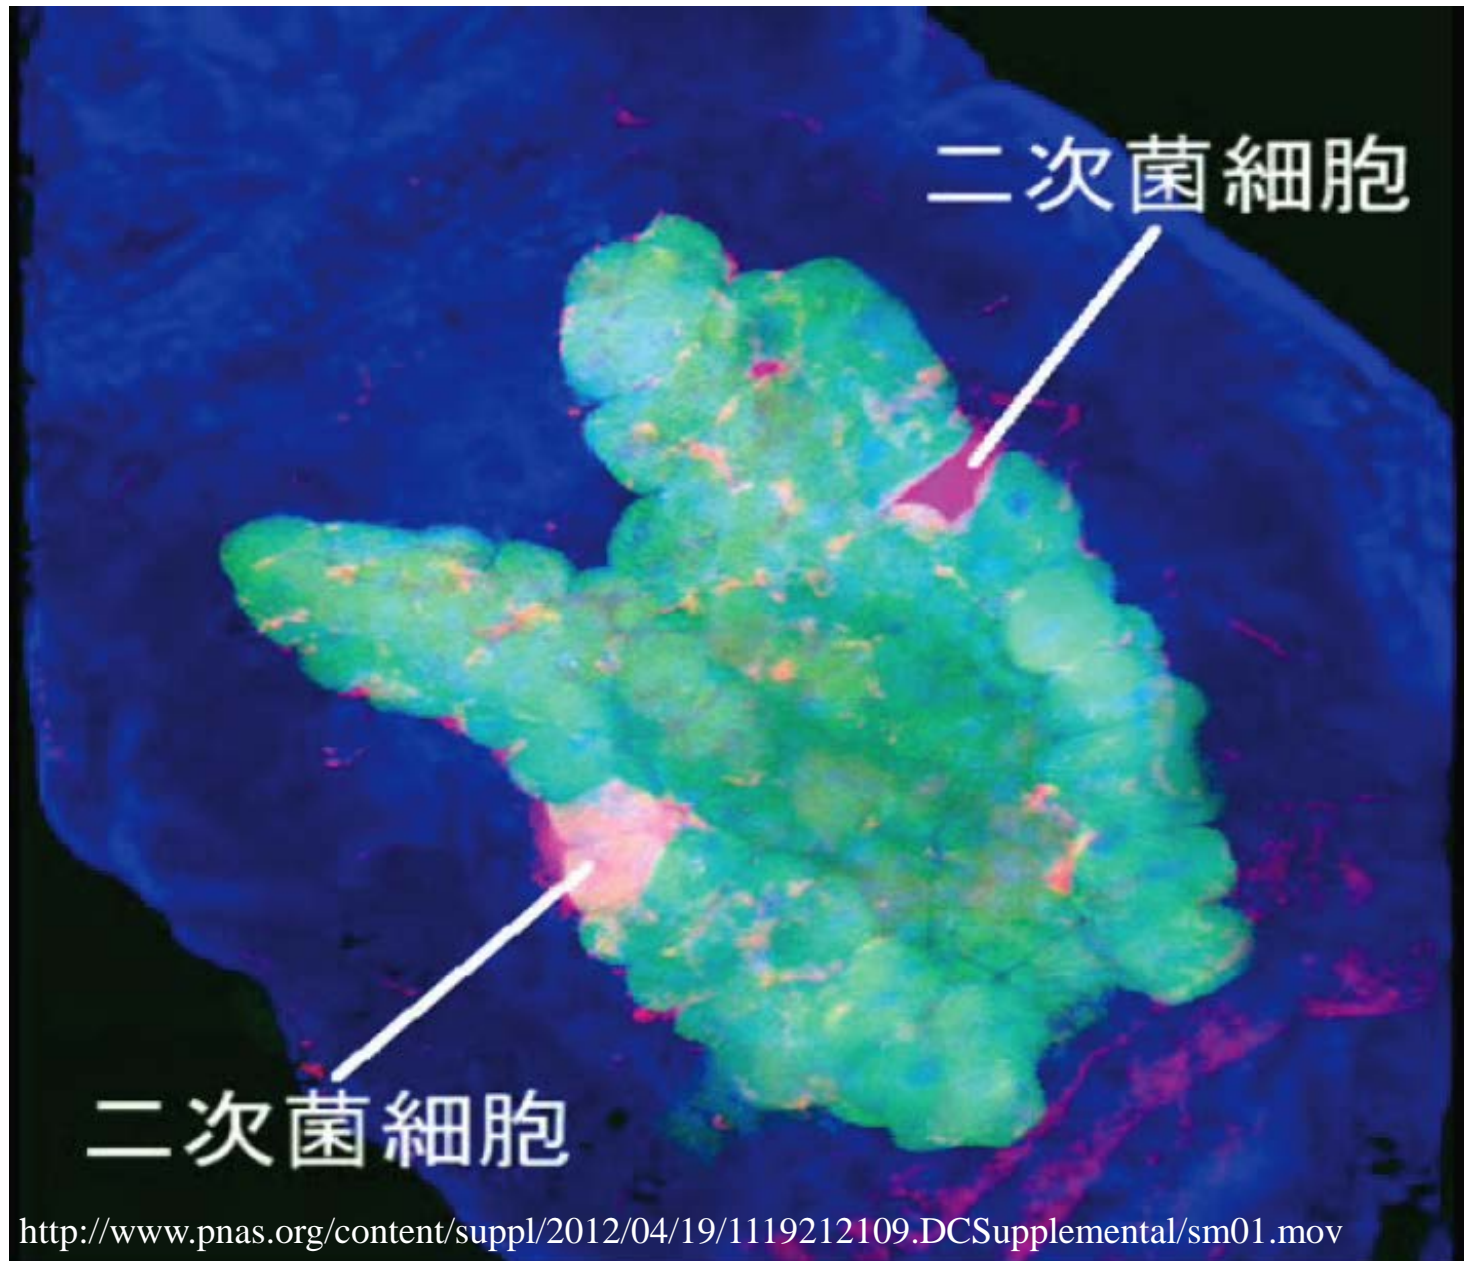 二次菌細胞
二次菌細胞
http://www.pnas.org/content/suppl/2012/04/19/1119212109.DCSupplemental/sm01.mov